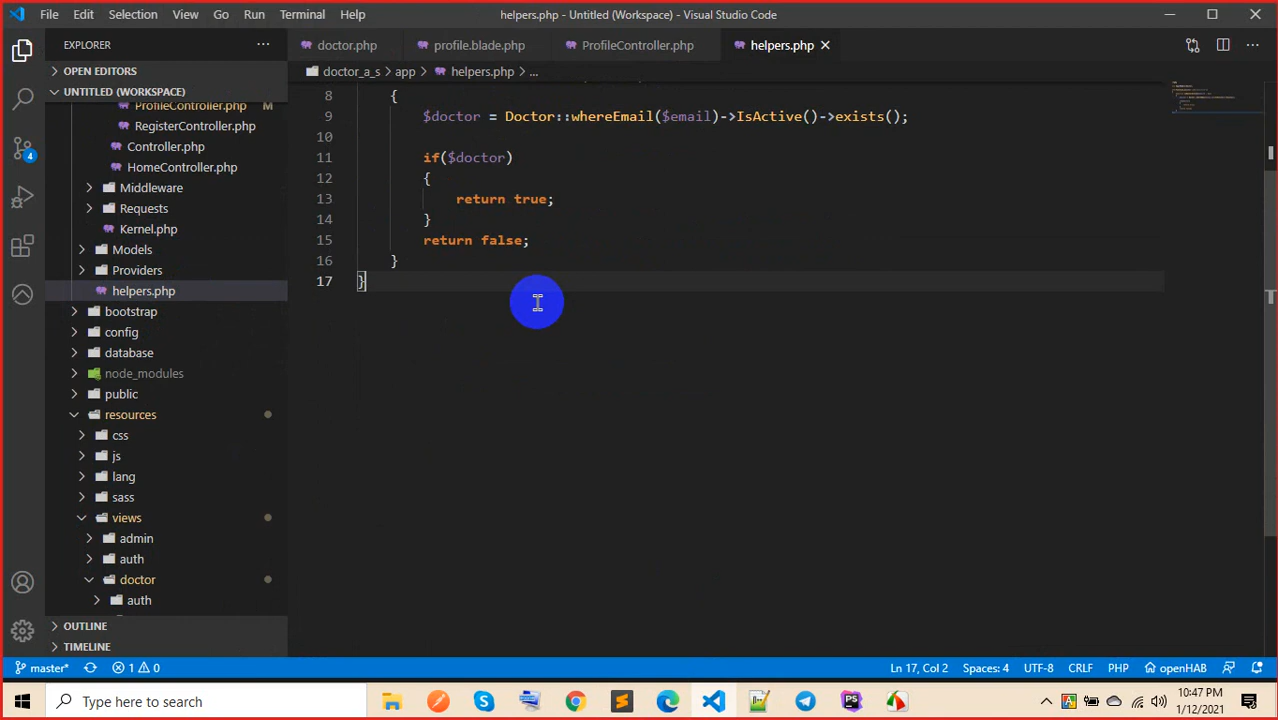 File Edit Selection View Go Run Terminal Help
helpers.php - Untitled (Workspace) - Visual Studio Code
EXPLORER
doctor.php
profile.blade.php
ProfileController.php
helpers.php
OPEN EDITORS
doctor_a_s > app > helpers.php > ...
UNTITLED (WORKSPACE)
ProfileController.php M
RegisterController.php
Controller.php
HomeController.php
Middleware
Requests
Kernel.php
Models
Providers
helpers.php
bootstrap
config
database
node_modules
public
resources
css
js
lang
sass
views
admin
auth
doctor
auth
OUTLINE
TIMELINE
8 {
9 $doctor = Doctor::whereEmail($email)->IsActive()->exists();
10
11 if($doctor)
12 {
13 return true;
14 }
15 return false;
16 }
17 }
4
master* 1 0
Ln 17, Col 2 Spaces: 4 UTF-8 CRLF PHP openHAB
Type here to search
PS
10:47 PM
1/12/2021